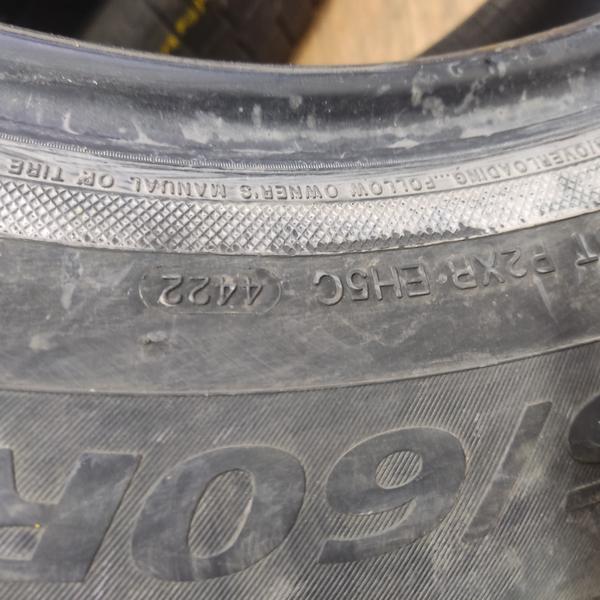 /60R
T P2XR EH5C 4422
/OVERLOADING...FOLLOW OWNER'S MANUAL OR TIRE